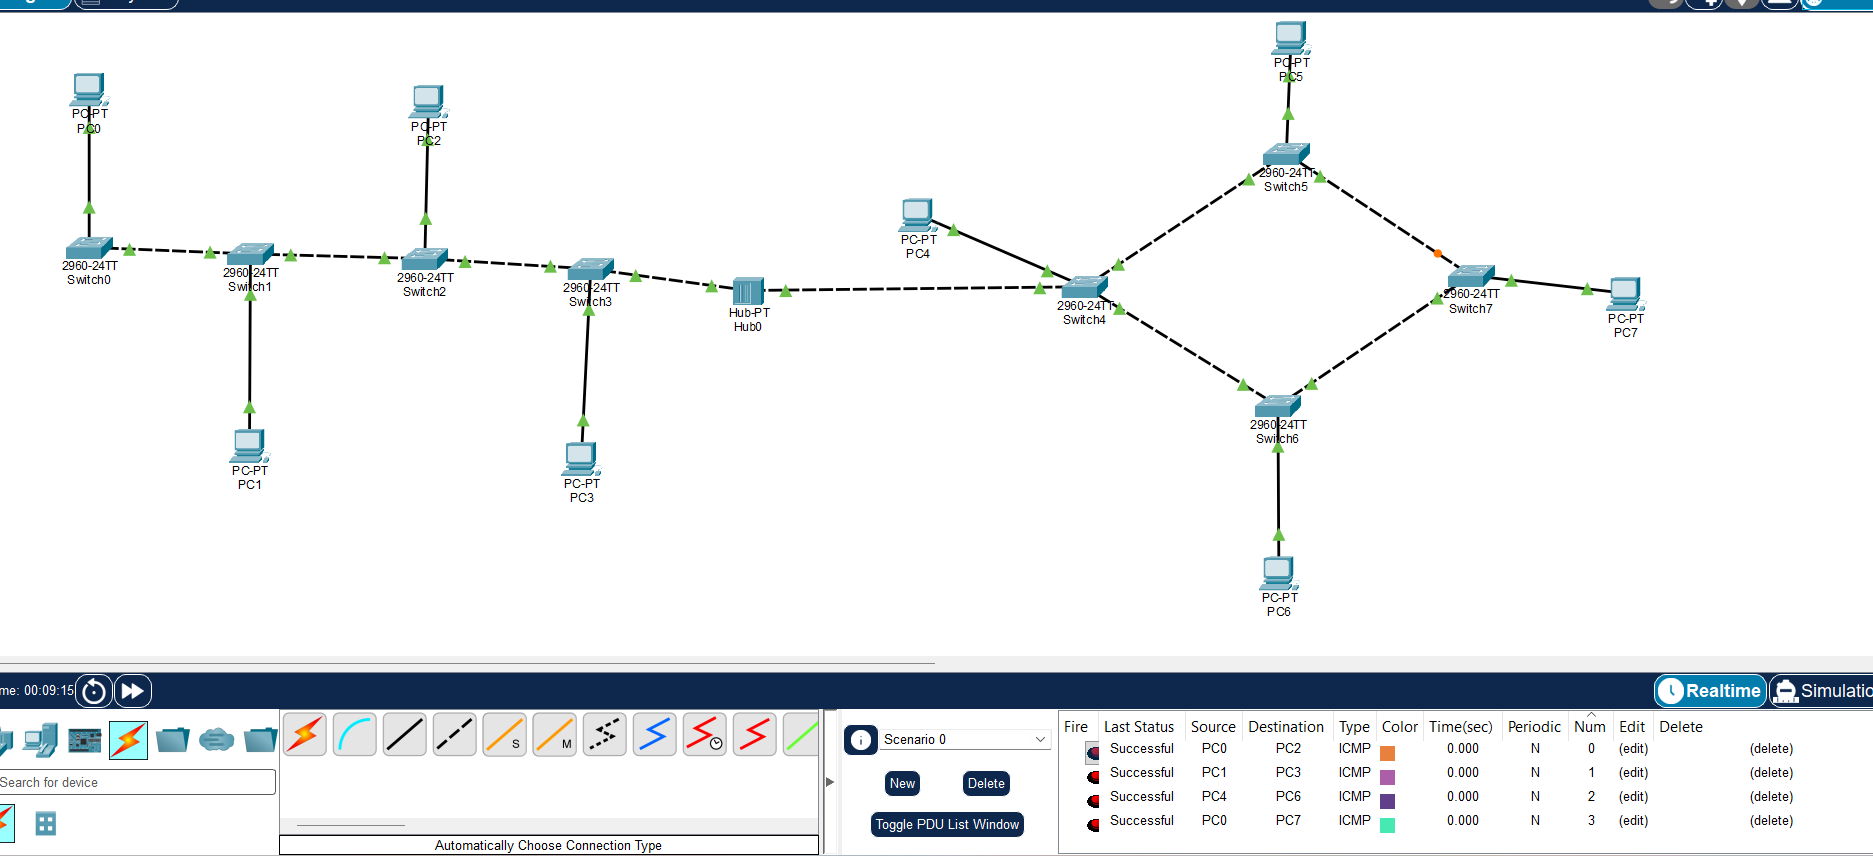 PC-PT
PC5
PC-PT
PC0
PC-PT
PC2
2960-24TT
Switch5
PC-PT
PC4
2960-24TT
Switch0
2960-24TT
Switch1
2960-24TT
Switch2
2960-24TT
Switch3
Hub-PT
Hub0
2960-24TT
Switch4
2960-24TT
Switch7
PC-PT
PC7
2960-24TT
Switch6
PC-PT
PC1
PC-PT
PC3
PC-PT
PC6
me: 00:09:15
Realtime
Simulatio
Search for device
S
M
Automatically Choose Connection Type
Scenario 0
New
Delete
Toggle PDU List Window
Fire Last Status Source Destination Type Color Time(sec) Periodic Num Edit Delete
Successful PC0 PC2 ICMP 0.000 N 0 (edit) (delete)
Successful PC1 PC3 ICMP 0.000 N 1 (edit) (delete)
Successful PC4 PC6 ICMP 0.000 N 2 (edit) (delete)
Successful PC0 PC7 ICMP 0.000 N 3 (edit) (delete)